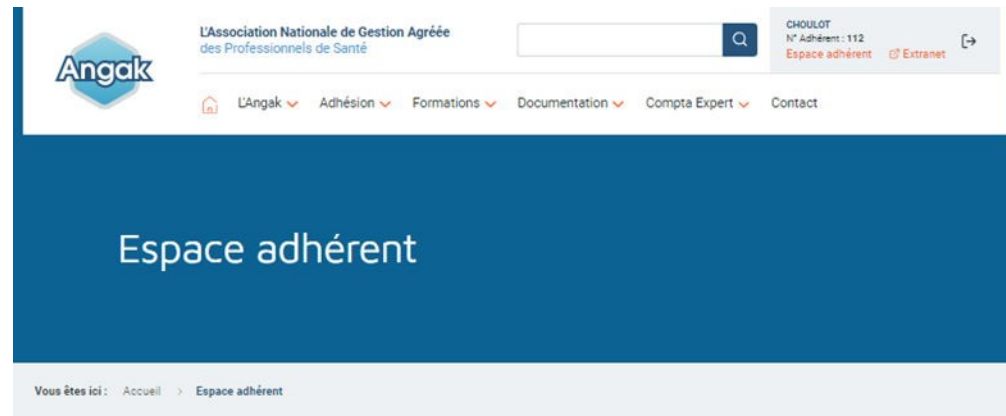 Angak
L'Association Nationale de Gestion Agréée
des Professionnels de Santé
CHOULOT
N° Adhérent : 112
Espace adhérent Extranet
L'Angak Adhésion Formations Documentation Compta Expert Contact
Espace adhérent
Vous êtes ici : Accueil > Espace adhérent